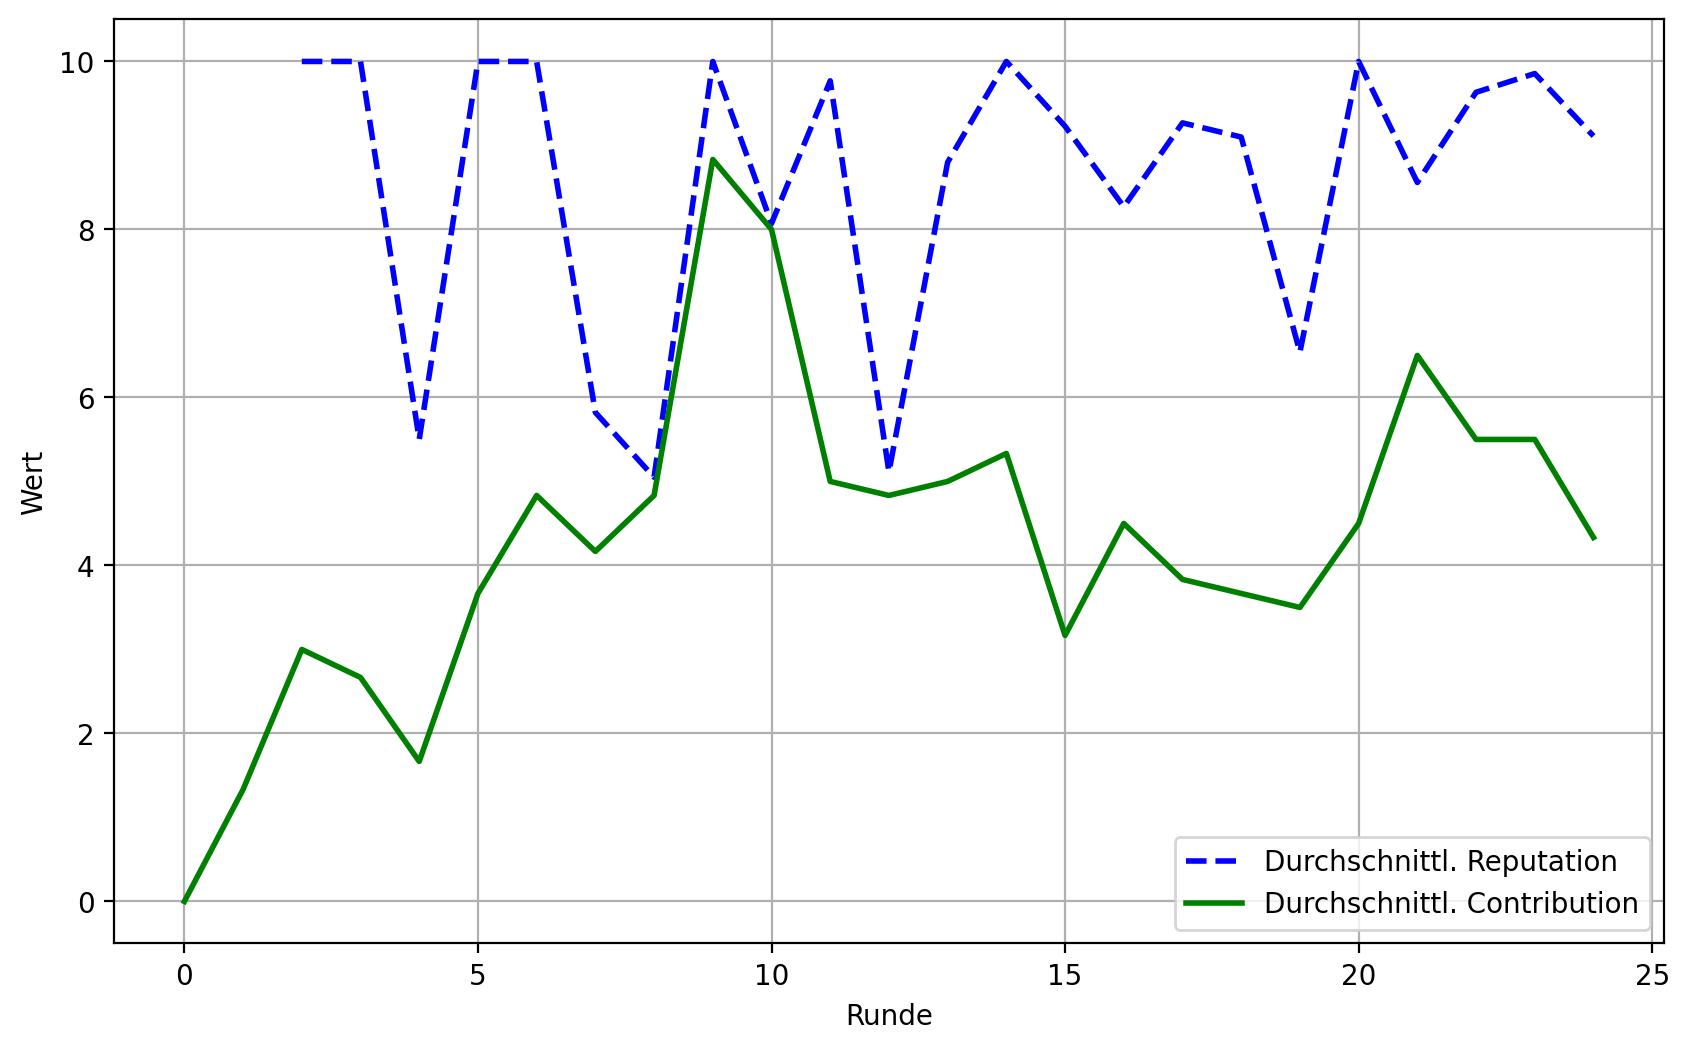 10
8
6
4
2
0
Wert
0 5 10 15 20 25
Runde
Durchschnittl. Reputation
Durchschnittl. Contribution